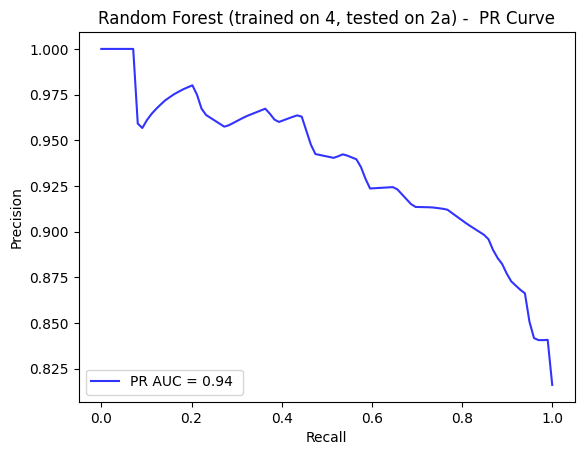 Random Forest (trained on 4, tested on 2a) -  PR Curve
1.000
0.975
0.950
0.925
0.900
0.875
0.850
0.825
Precision
PR AUC = 0.94
0.0 0.2 0.4 0.6 0.8 1.0
Recall